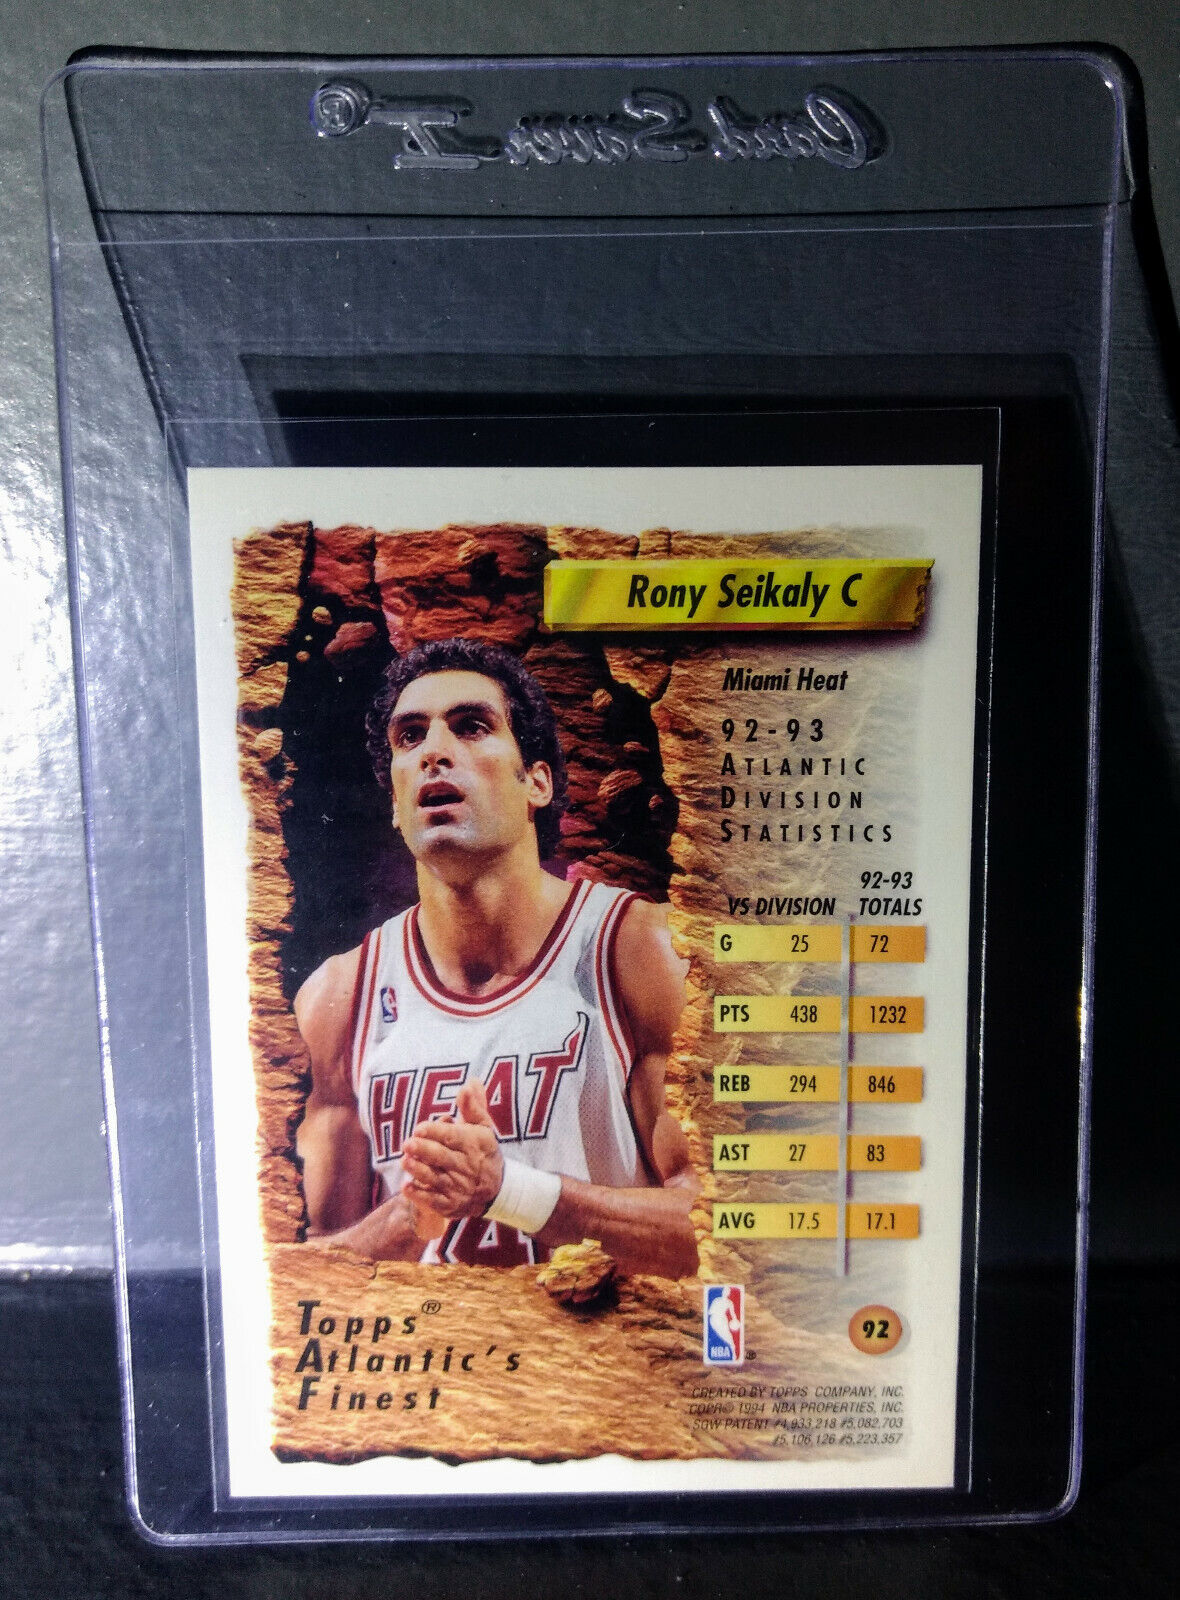 Card Saver I®
Rony Seikaly C
Miami Heat
92-93
ATLANTIC
DIVISION
STATISTICS
92-93
VS DIVISION TOTALS
G 25 72
PTS 438 1232
REB 294 846
AST 27 83
AVG 17.5 17.1
HEAT
4
Topps®
Atlantic's
Finest
NBA ®
92
CREATED BY TOPPS COMPANY, INC.
COPR© 1994 NBA PROPERTIES, INC.
SOW PATENT #4,933,218 #5,082,703
#5,106,126 #5,223,357